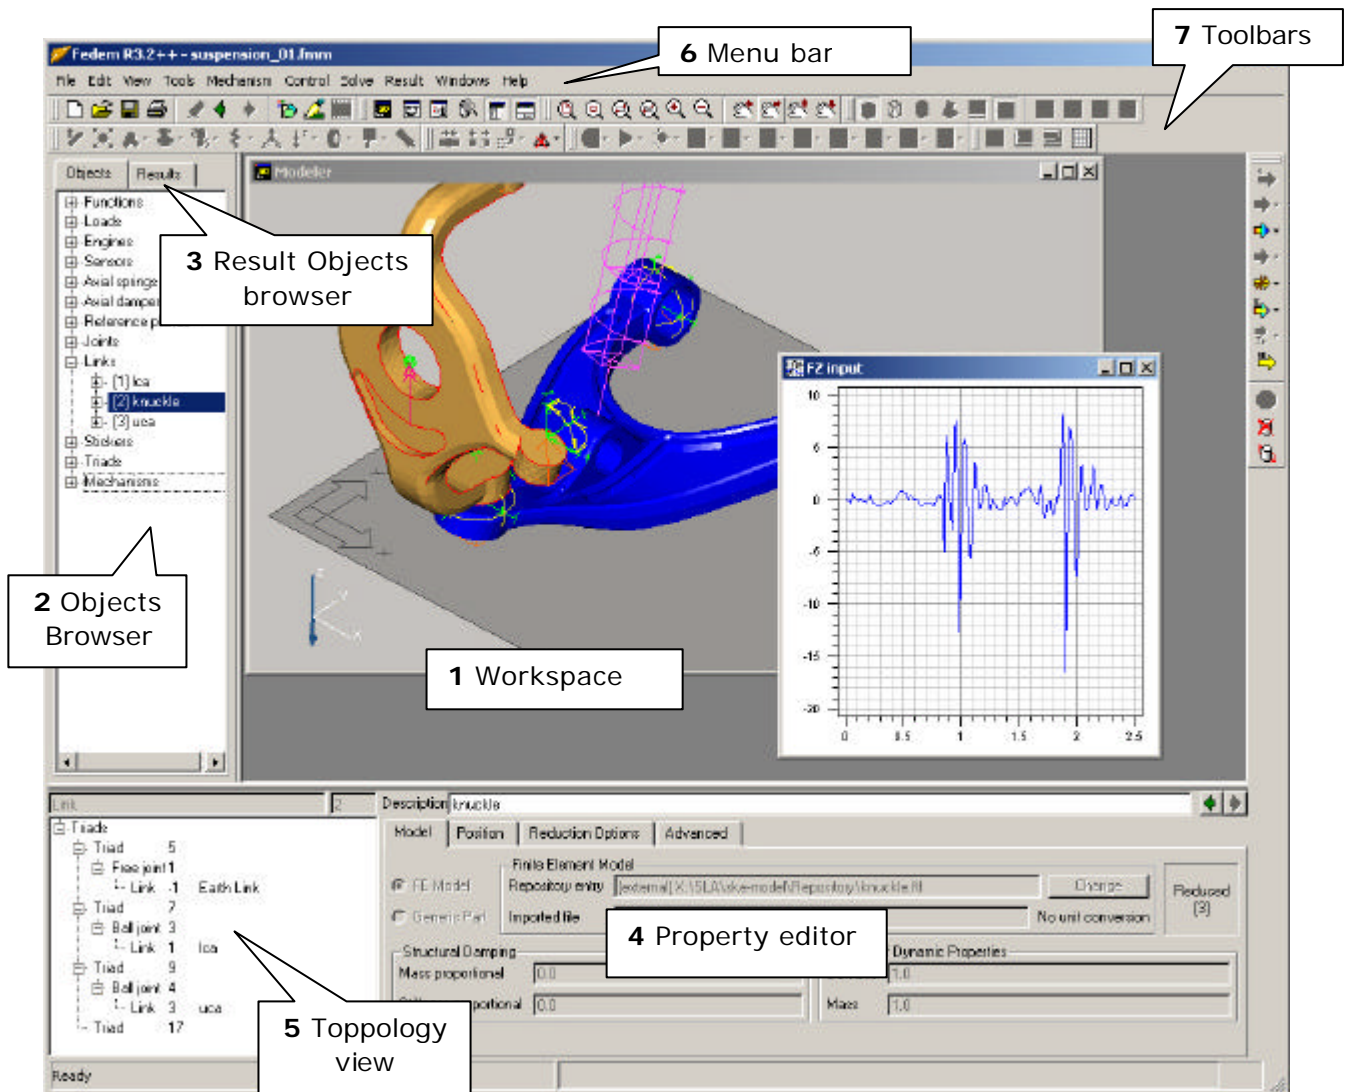 7 Toolbars
6 Menu bar
Fedem R3.2++ - suspension_01.fmm
File Edit View Tools Mechanism Control Solve Result Windows Help
Objects Results
Modeler
Functions
Loads
Engines
Sensors
Axial springs
Axial damper
Reference p
Joints
Links
[1] lca
[2] knuckle
[3] uca
Stickers
Triads
Mechanisms
3 Result Objects
browser
FZ input
10
5
0
-5
-10
-15
-20
0 0.5 1 1.5 2 2.5
Z
Y
X
2 Objects
Browser
1 Workspace
Link 2
Description knuckle
Triads
Triad 5
Free joint 1
Link -1 Earth Link
Triad 7
Ball joint 3
Link 1 lca
Triad 9
Ball joint 4
Link 3 uca
Triad 17
Model Position Reduction Options Advanced
Finite Element Model
FE Model Repository entry Change
Generic Part Imported file No unit conversion
Reduced
[3]
4 Property editor
Structural Damping
Dynamic Properties
Mass proportional 0.0
1.0
portional 0.0
Mass 1.0
5 Toppology
view
Ready